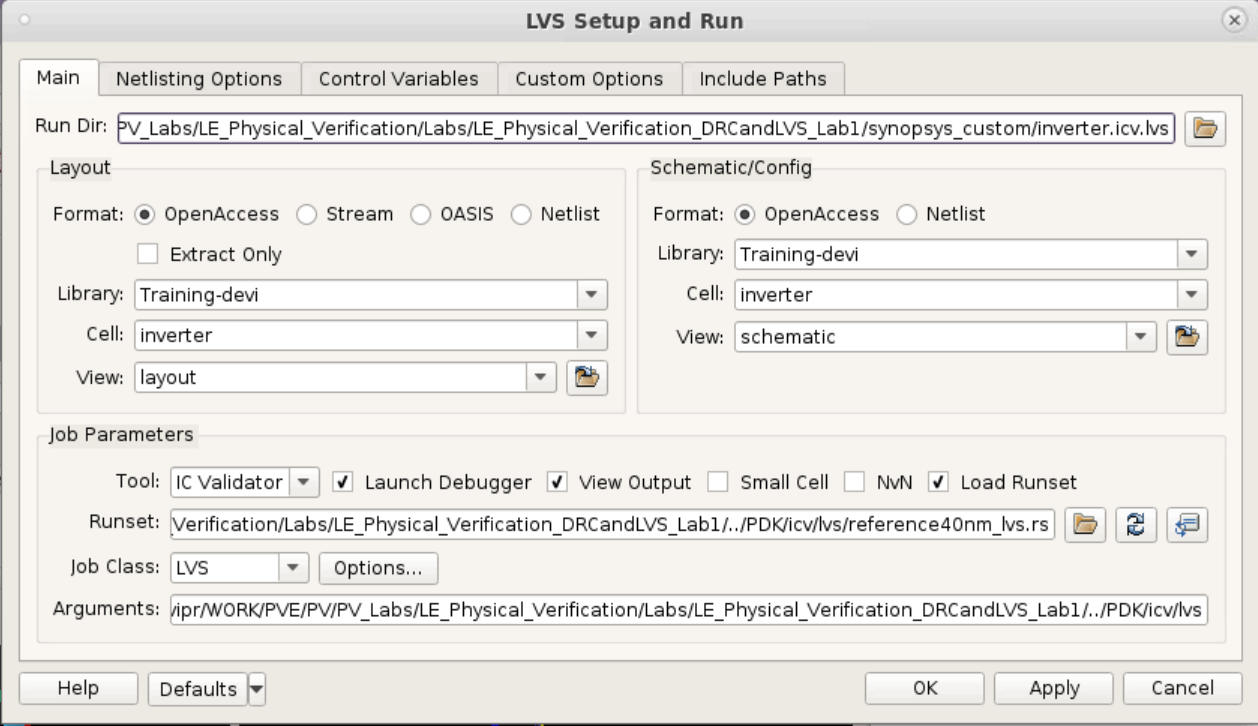 LVS Setup and Run
Main Netlisting Options Control Variables Custom Options Include Paths
Run Dir: PV_Labs/LE_Physical_Verification/Labs/LE_Physical_Verification_DRCandLVS_Lab1/synopsys_custom/inverter.icv.lvs
Layout
Format: OpenAccess Stream OASIS Netlist
Extract Only
Library: Training-devi
Cell: inverter
View: layout
Schematic/Config
Format: OpenAccess Netlist
Library: Training-devi
Cell: inverter
View: schematic
Job Parameters
Tool: IC Validator Launch Debugger View Output Small Cell NvN Load Runset
Runset: Verification/Labs/LE_Physical_Verification_DRCandLVS_Lab1/../PDK/icv/lvs/reference40nm_lvs.rs
Job Class: LVS Options...
Arguments: /ipr/WORK/PVE/PV/PV_Labs/LE_Physical_Verification/Labs/LE_Physical_Verification_DRCandLVS_Lab1/../PDK/icv/lvs
Help Defaults OK Apply Cancel